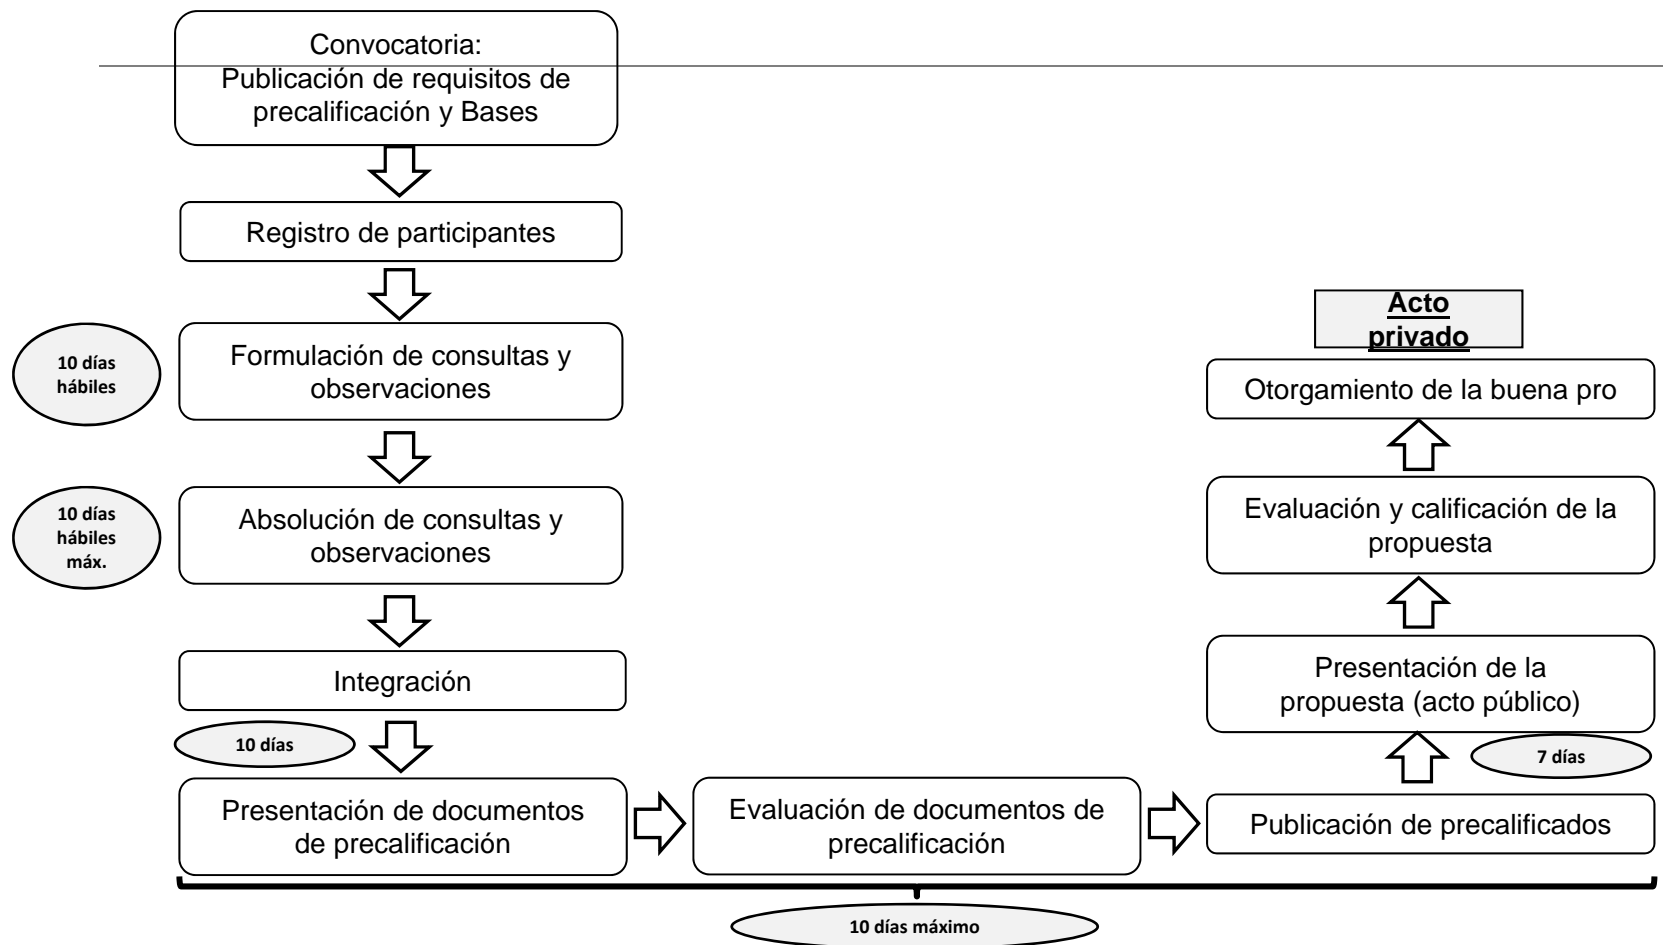 Convocatoria:
Publicación de requisitos de
precalificación y Bases
Registro de participantes
10 días
hábiles
Formulación de consultas y
observaciones
10 días
hábiles
máx.
Absolución de consultas y
observaciones
Integración
10 días
Presentación de documentos
de precalificación
Evaluación de documentos de
precalificación
Publicación de precalificados
10 días máximo
7 días
Presentación de la
propuesta (acto público)
Evaluación y calificación de la
propuesta
Otorgamiento de la buena pro
Acto
privado